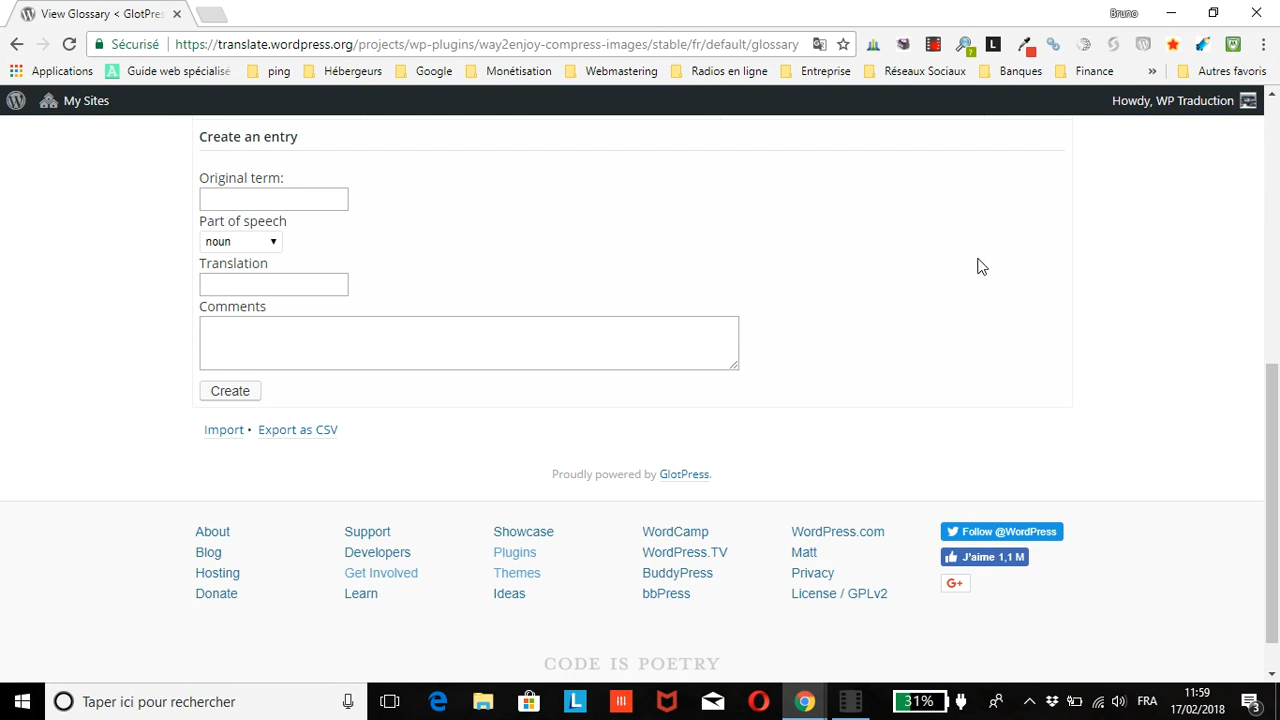 View Glossary < GlotPres
Bruno
Sécurisé https://translate.wordpress.org/projects/wp-plugins/way2enjoy-compress-images/stable/fr/default/glossary
Applications Guide web spécialisé ping Hébergeurs Google Monétisation Webmastering Radios en ligne Entreprise Réseaux Sociaux Banques Finance » Autres favoris
My Sites Howdy, WP Traduction
Create an entry
Original term:
Part of speech
noun
Translation
Comments
Create
Import • Export as CSV
Proudly powered by GlotPress.
About Support Showcase WordCamp WordPress.com Follow @WordPress
Blog Developers Plugins WordPress.TV Matt J'aime 1,1 M
Hosting Get Involved Themes BuddyPress Privacy G+
Donate Learn Ideas bbPress License / GPLv2
CODE IS POETRY
Taper ici pour rechercher 31% FRA 11:59
17/02/2018 3